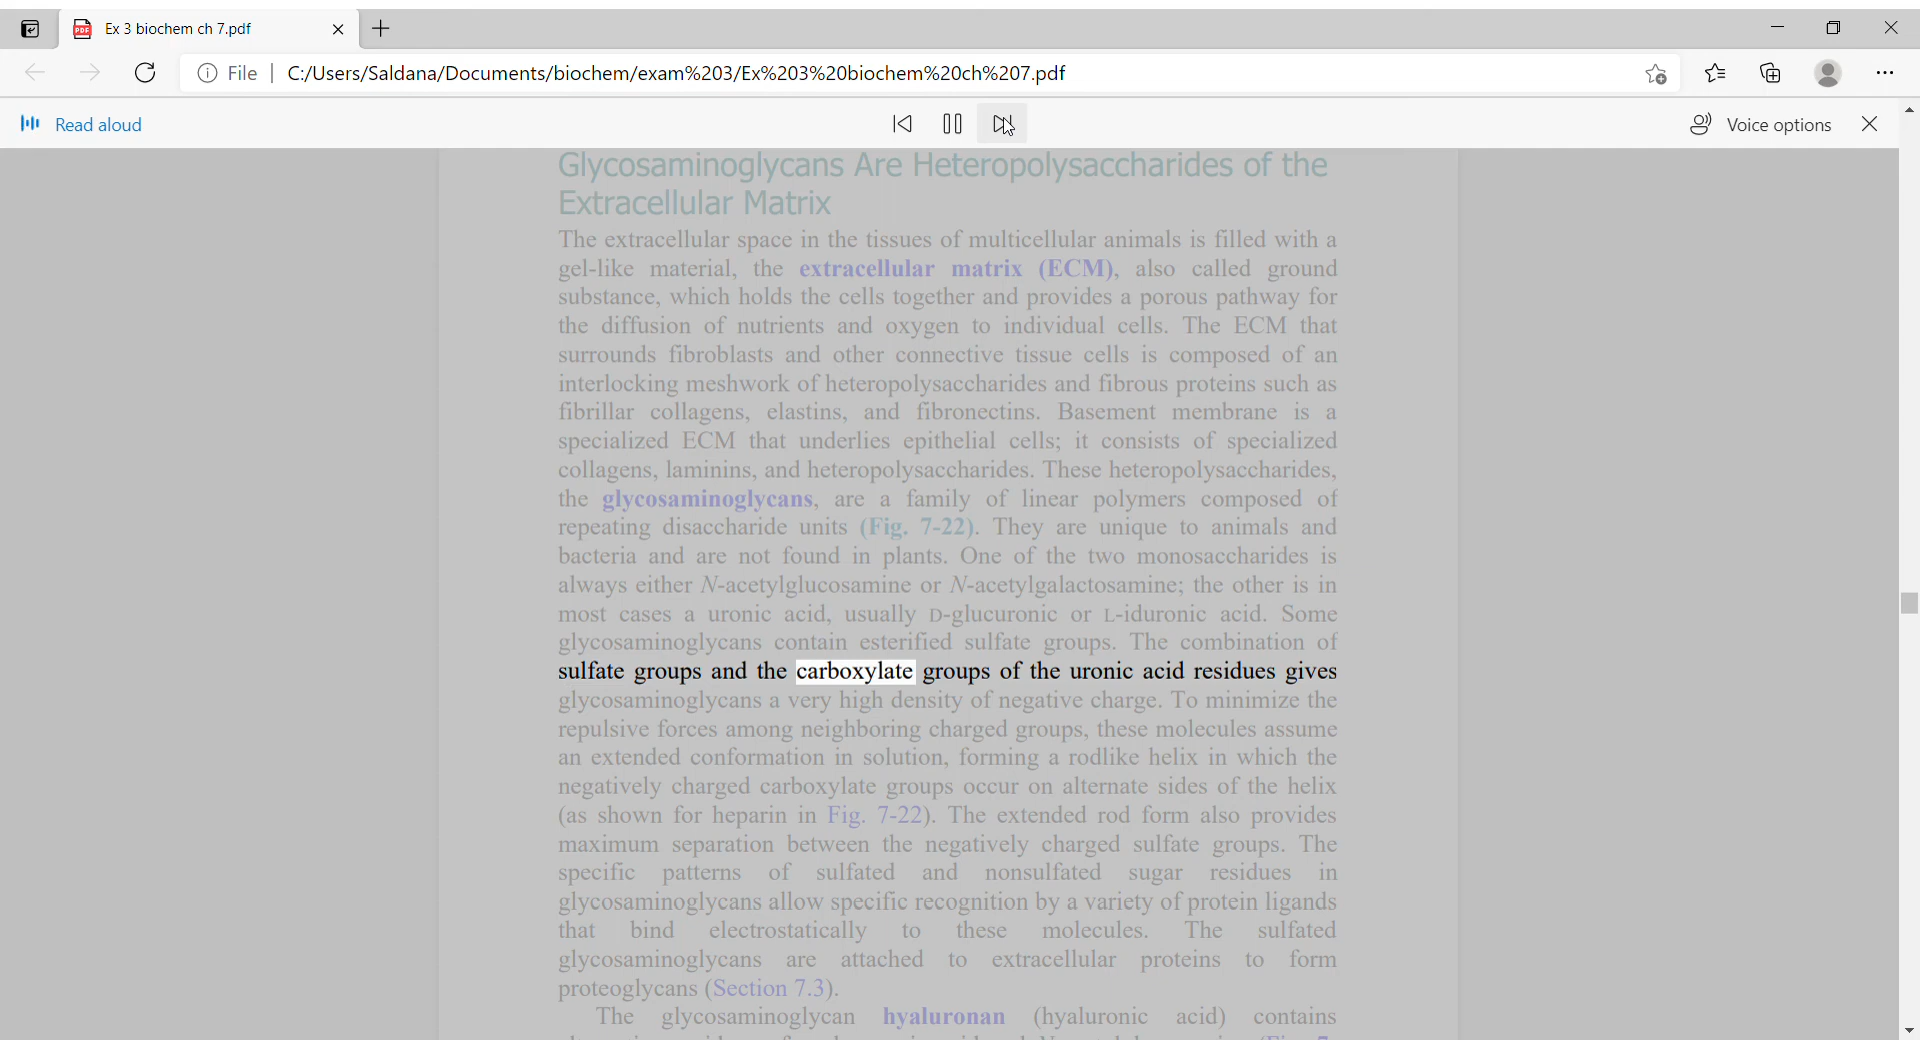 Ex 3 biochem ch 7.pdf
File
C:/Users/Saldana/Documents/biochem/exam%203/Ex%203%20biochem%20ch%207.pdf
Read aloud
Voice options
Glycosaminoglycans Are Heteropolysaccharides of the
Extracellular Matrix
The extracellular space in the tissues of multicellular animals is filled with a
gel-like material, the extracellular matrix (ECM), also called ground
substance, which holds the cells together and provides a porous pathway for
the diffusion of nutrients and oxygen to individual cells. The ECM that
surrounds fibroblasts and other connective tissue cells is composed of an
interlocking meshwork of heteropolysaccharides and fibrous proteins such as
fibrillar collagens, elastins, and fibronectins. Basement membrane is a
specialized ECM that underlies epithelial cells; it consists of specialized
collagens, laminins, and heteropolysaccharides. These heteropolysaccharides,
the glycosaminoglycans, are a family of linear polymers composed of
repeating disaccharide units (Fig. 7-22). They are unique to animals and
bacteria and are not found in plants. One of the two monosaccharides is
always either N-acetylglucosamine or N-acetylgalactosamine; the other is in
most cases a uronic acid, usually D-glucuronic or L-iduronic acid. Some
glycosaminoglycans contain esterified sulfate groups. The combination of
sulfate groups and the carboxylate groups of the uronic acid residues gives
glycosaminoglycans a very high density of negative charge. To minimize the
repulsive forces among neighboring charged groups, these molecules assume
an extended conformation in solution, forming a rodlike helix in which the
negatively charged carboxylate groups occur on alternate sides of the helix
(as shown for heparin in Fig. 7-22). The extended rod form also provides
maximum separation between the negatively charged sulfate groups. The
specific patterns of sulfated and nonsulfated sugar residues in
glycosaminoglycans allow specific recognition by a variety of protein ligands
that bind electrostatically to these molecules. The sulfated
glycosaminoglycans are attached to extracellular proteins to form
proteoglycans (Section 7.3).
The glycosaminoglycan hyaluronan (hyaluronic acid) contains